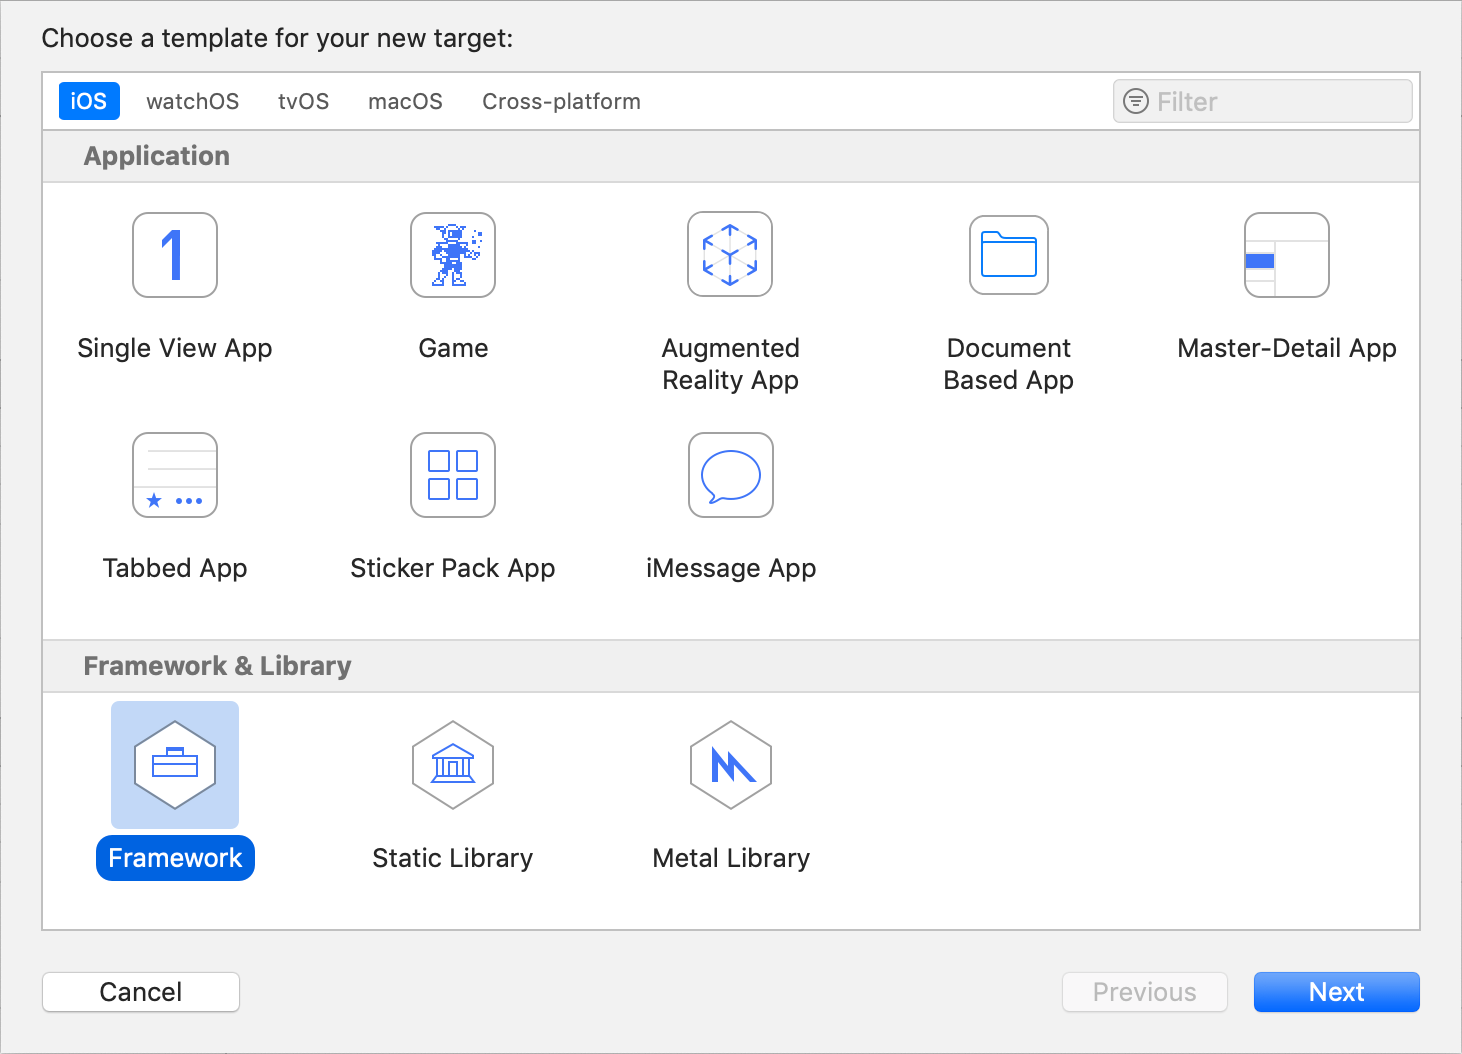 Choose a template for your new target:
iOS watchOS tvOS macOS Cross-platform Filter
Application
1
Single View App Game Augmented Reality App Document Based App Master-Detail App
Tabbed App Sticker Pack App iMessage App
Framework & Library
Framework Static Library Metal Library
Cancel Previous Next